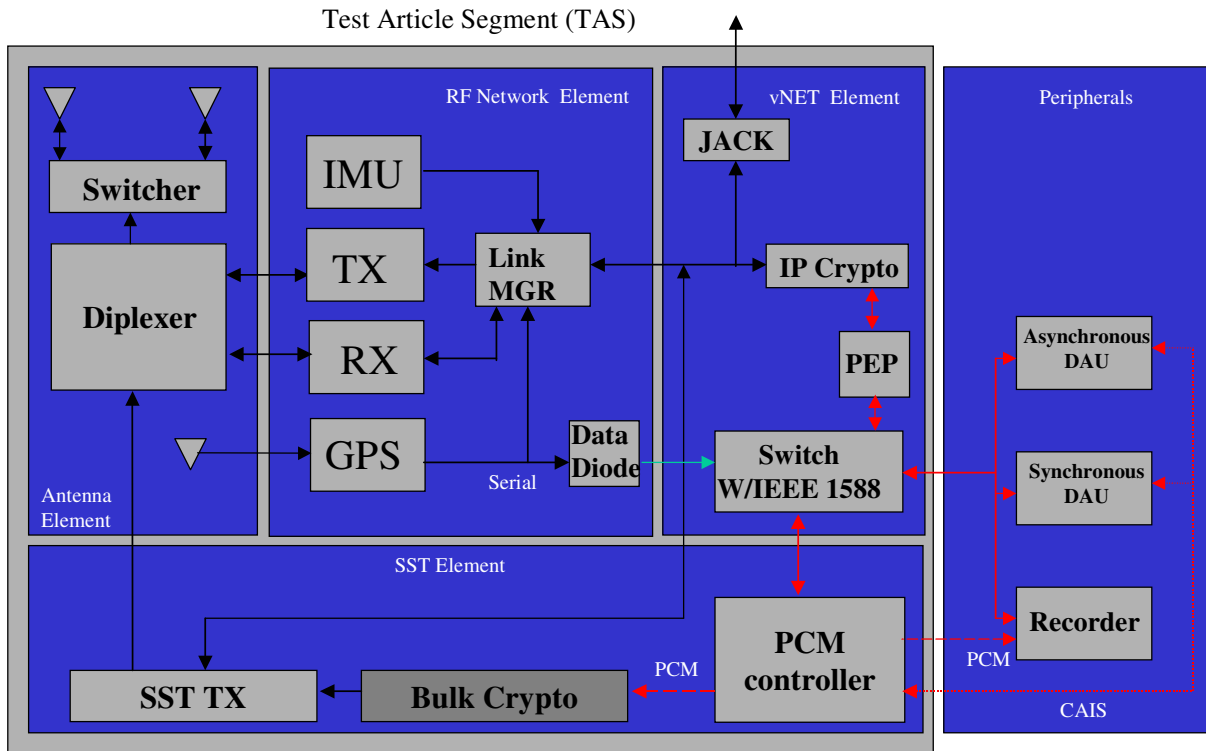 Test Article Segment (TAS)
RF Network Element
vNET Element
Peripherals
JACK
Switcher
IMU
TX
Link
MGR
IP Crypto
Diplexer
RX
PEP
Asynchronous
DAU
GPS
Serial
Data
Diode
Switch
W/IEEE 1588
Synchronous
DAU
Antenna
Element
SST Element
PCM
controller
Recorder
PCM
PCM
SST TX
Bulk Crypto
CAIS